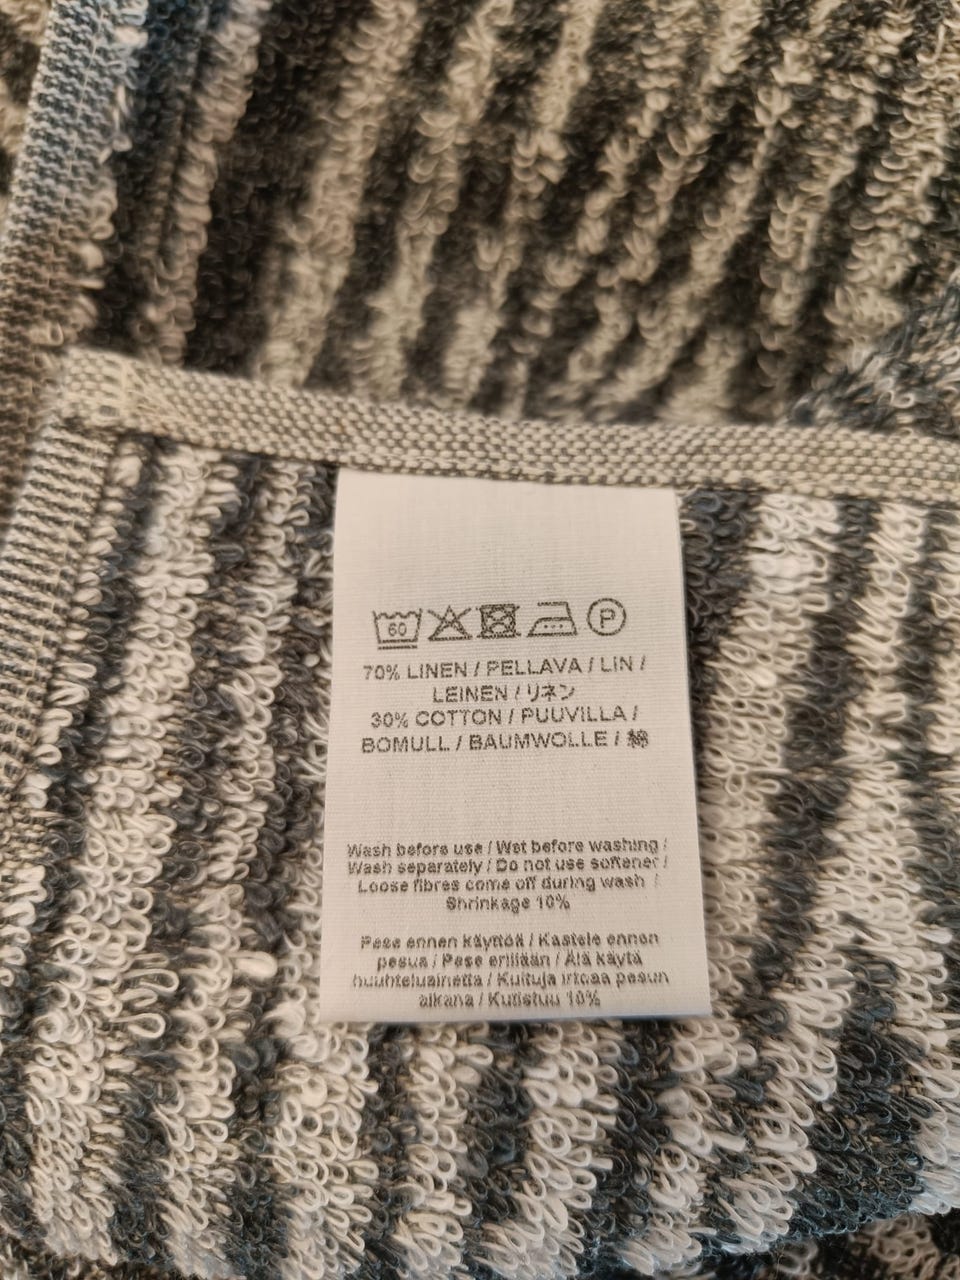 60 P
70% LINEN / PELLAVA / LIN /
LEINEN / リネン
30% COTTON / PUUVILLA /
BOMULL / BAUMWOLLE / 綿
Wash before use / Wet before washing /
Wash separately / Do not use softener /
Loose fibres come off during wash /
Shrinkage 10%
Pese ennen käyttöä / Kastele ennen
pesua / Pese erillään / Älä käytä
huuhteluainetta / Kuituja irtoaa pesun
aikana / Kutistuu 10%